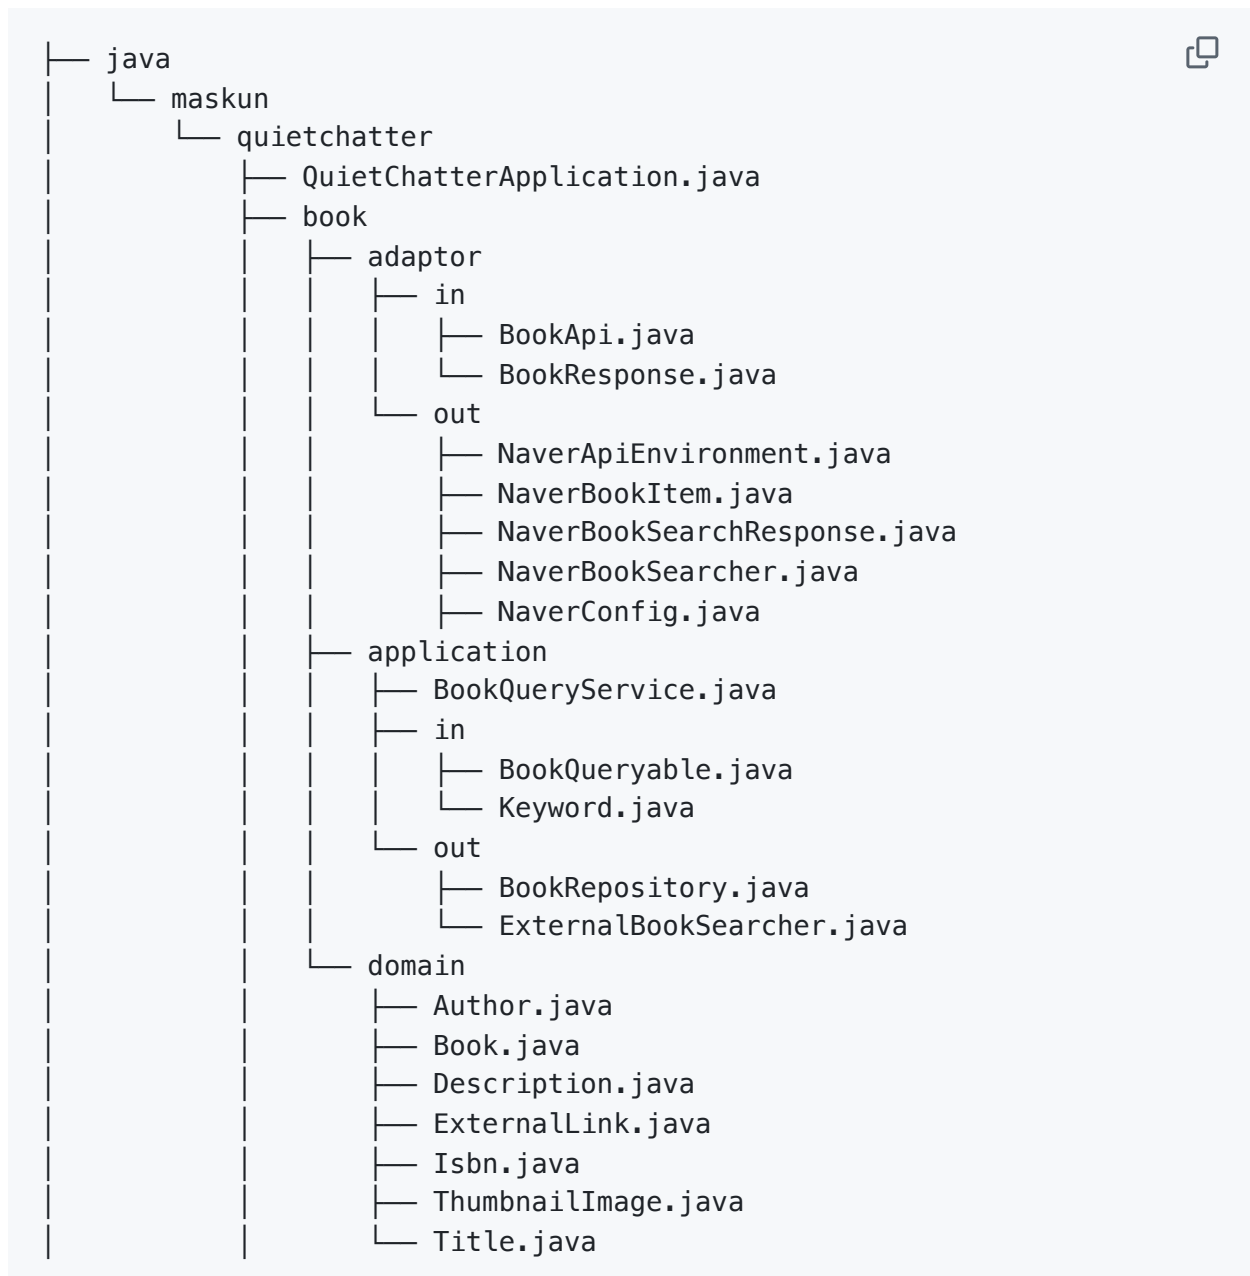 ├── java
│   └── maskun
│       └── quietchatter
│           ├── QuietChatterApplication.java
│           ├── book
│           │   ├── adaptor
│           │   │   ├── in
│           │   │   │   ├── BookApi.java
│           │   │   │   └── BookResponse.java
│           │   │   └── out
│           │   │       ├── NaverApiEnvironment.java
│           │   │       ├── NaverBookItem.java
│           │   │       ├── NaverBookSearchResponse.java
│           │   │       ├── NaverBookSearcher.java
│           │   │       ├── NaverConfig.java
│           │   ├── application
│           │   │   ├── BookQueryService.java
│           │   │   ├── in
│           │   │   │   ├── BookQueryable.java
│           │   │   │   └── Keyword.java
│           │   │   └── out
│           │   │       ├── BookRepository.java
│           │   │       └── ExternalBookSearcher.java
│           │   └── domain
│           │       ├── Author.java
│           │       ├── Book.java
│           │       ├── Description.java
│           │       ├── ExternalLink.java
│           │       ├── Isbn.java
│           │       ├── ThumbnailImage.java
│           │       └── Title.java